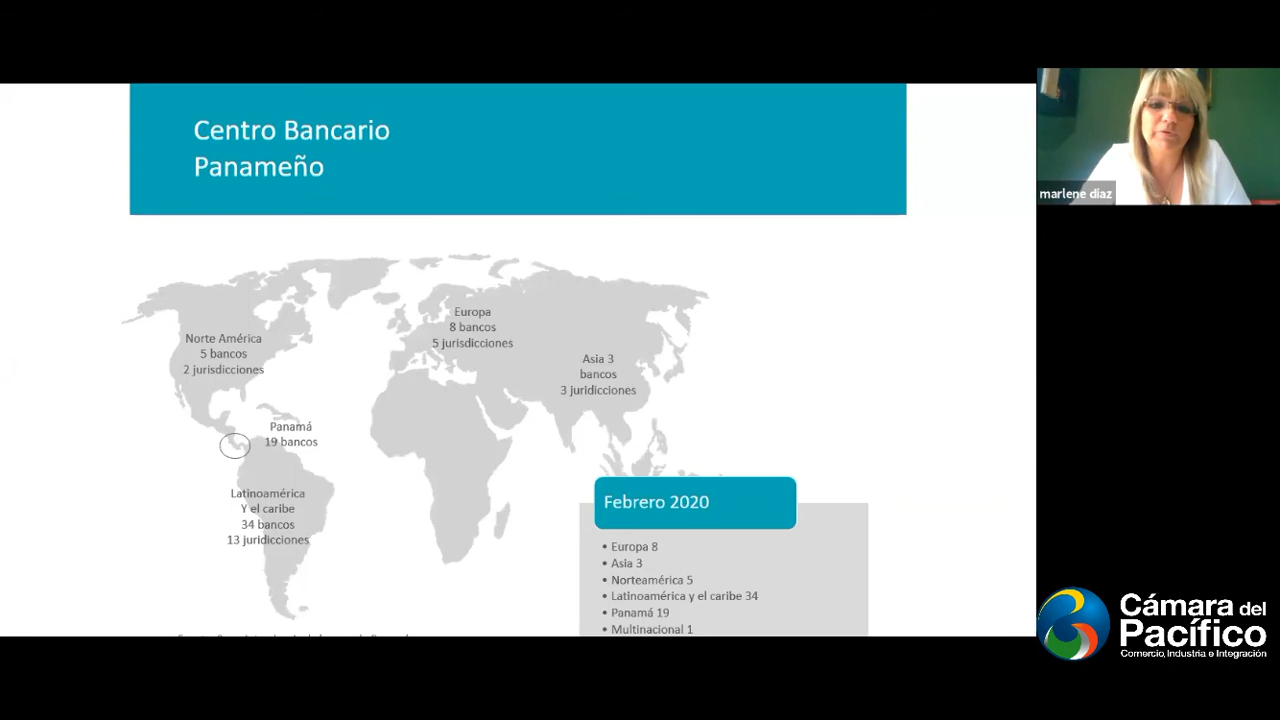 Centro Bancario
Panameño
marlene diaz
Norte América
5 bancos
2 jurisdicciones
Europa
8 bancos
5 jurisdicciones
Asia 3
bancos
3 juridicciones
Panamá
19 bancos
Latinoamérica
Y el caribe
34 bancos
13 juridicciones
Febrero 2020
• Europa 8
• Asia 3
• Norteamérica 5
• Latinoamérica y el caribe 34
• Panamá 19
• Multinacional 1
Cámara del
Pacífico
Comercio, Industria e Integración